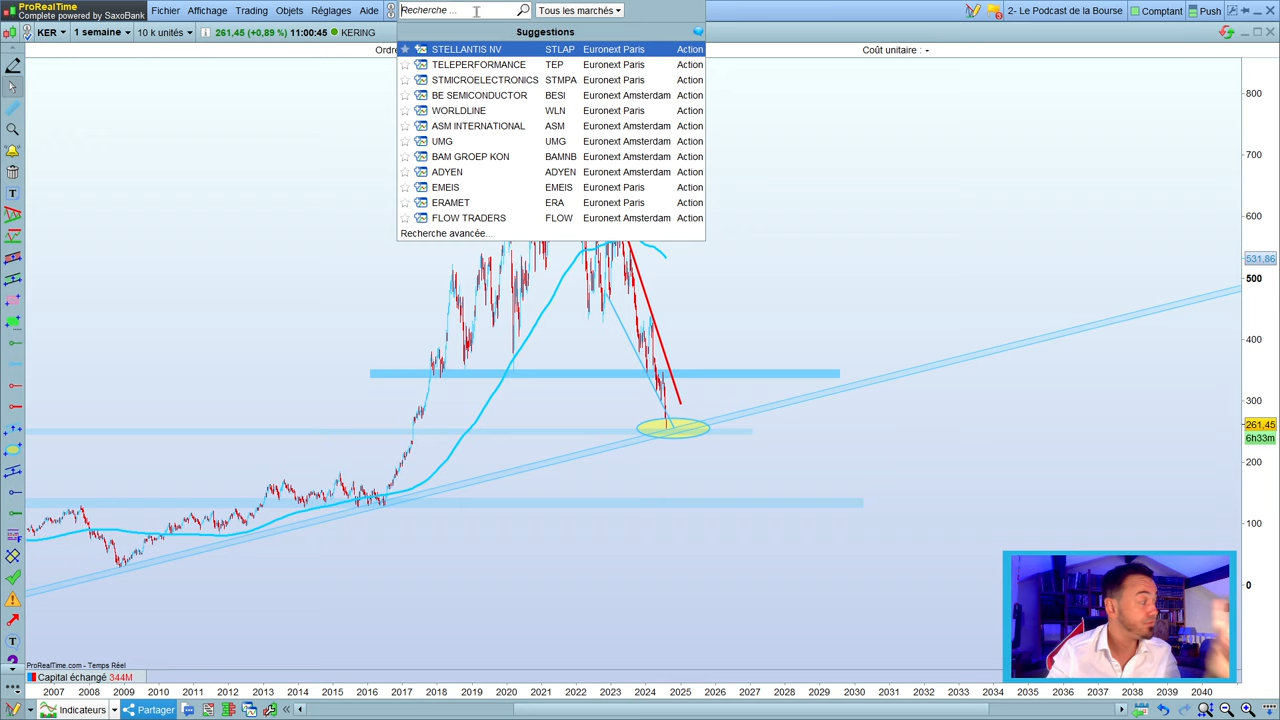 ProRealTime
Complete powered by SaxoBank
Fichier Affichage Trading Objets Réglages Aide
Recherche ...
Tous les marchés
2- Le Podcast de la Bourse
Comptant
Push
KER
1 semaine
10 k unités
261,45 (+0,89 %) 11:00:45
KERING
Ordre
Coût unitaire : -
Suggestions
STELLANTIS NV STLAP Euronext Paris Action
TELEPERFORMANCE TEP Euronext Paris Action
STMICROELECTRONICS STMPA Euronext Paris Action
BE SEMICONDUCTOR BESI Euronext Amsterdam Action
WORLDLINE WLN Euronext Paris Action
ASM INTERNATIONAL ASM Euronext Amsterdam Action
UMG UMG Euronext Amsterdam Action
BAM GROEP KON BAMNB Euronext Amsterdam Action
ADYEN ADYEN Euronext Amsterdam Action
EMEIS EMEIS Euronext Paris Action
ERAMET ERA Euronext Paris Action
FLOW TRADERS FLOW Euronext Amsterdam Action
Recherche avancée...
800
700
600
531,86
500
400
300
261,45
6h33m
200
100
0
ProRealTime.com - Temps Réel
Capital échangé 344M
2007 2008 2009 2010 2011 2012 2013 2014 2015 2016 2017 2018 2019 2020 2021 2022 2023 2024 2025 2026 2027 2028 2029 2030 2031 2032 2033 2034 2035 2036 2037 2038 2039 2040
Indicateurs
Partager